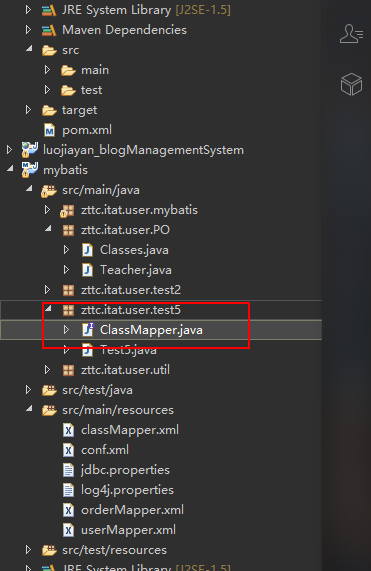 JRE System Library [J2SE-1.5]
Maven Dependencies
src
main
test
target
pom.xml
luojiayan_blogManagementSystem
mybatis
src/main/java
zttc.itat.user.mybatis
zttc.itat.user.PO
Classes.java
Teacher.java
zttc.itat.user.test2
zttc.itat.user.test5
ClassMapper.java
Test5.java
zttc.itat.user.util
src/test/java
src/main/resources
classMapper.xml
conf.xml
jdbc.properties
log4j.properties
orderMapper.xml
userMapper.xml
src/test/resources
JRE System Library [J2SE-1.5]